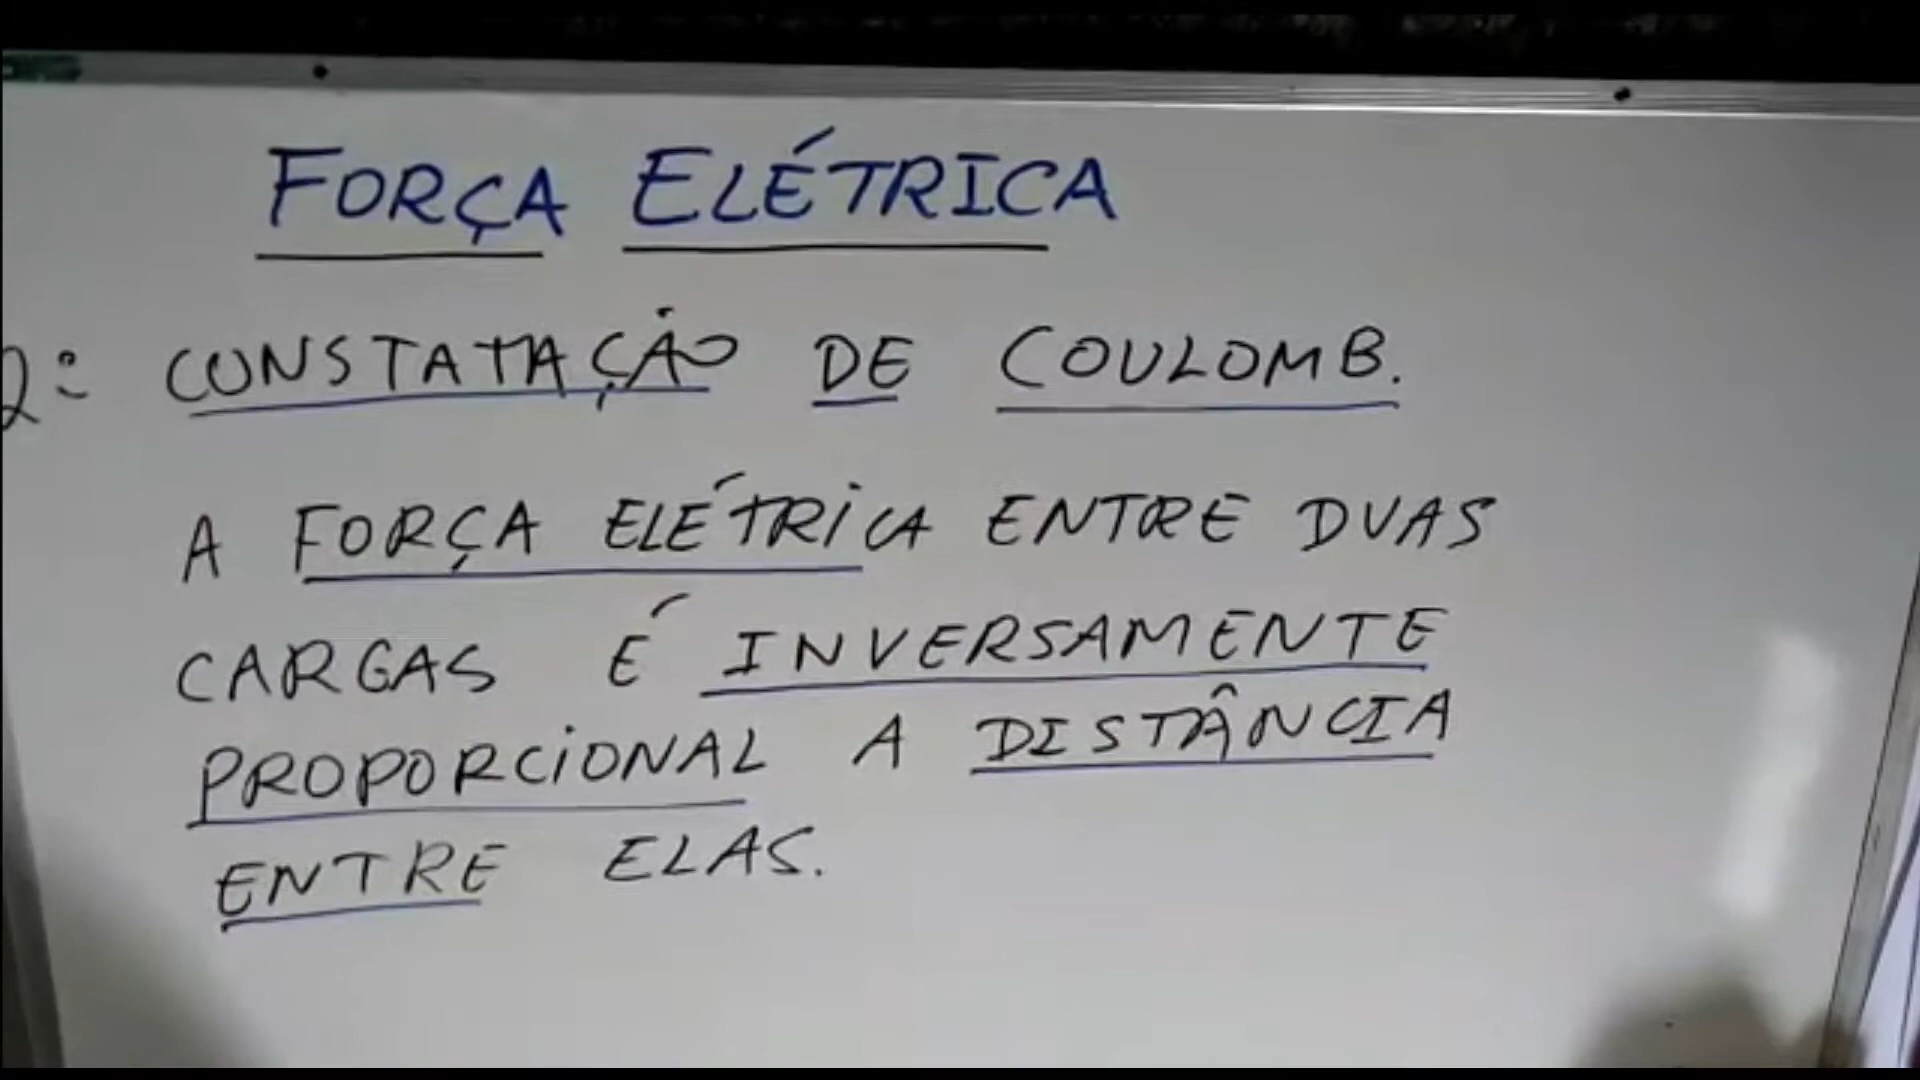 FORÇA ELÉTRICA
2ª CONSTATAÇÃO DE COULOMB.
A FORÇA ELÉTRICA ENTRE DUAS
CARGAS É INVERSAMENTE
PROPORCIONAL A DISTÂNCIA
ENTRE ELAS.